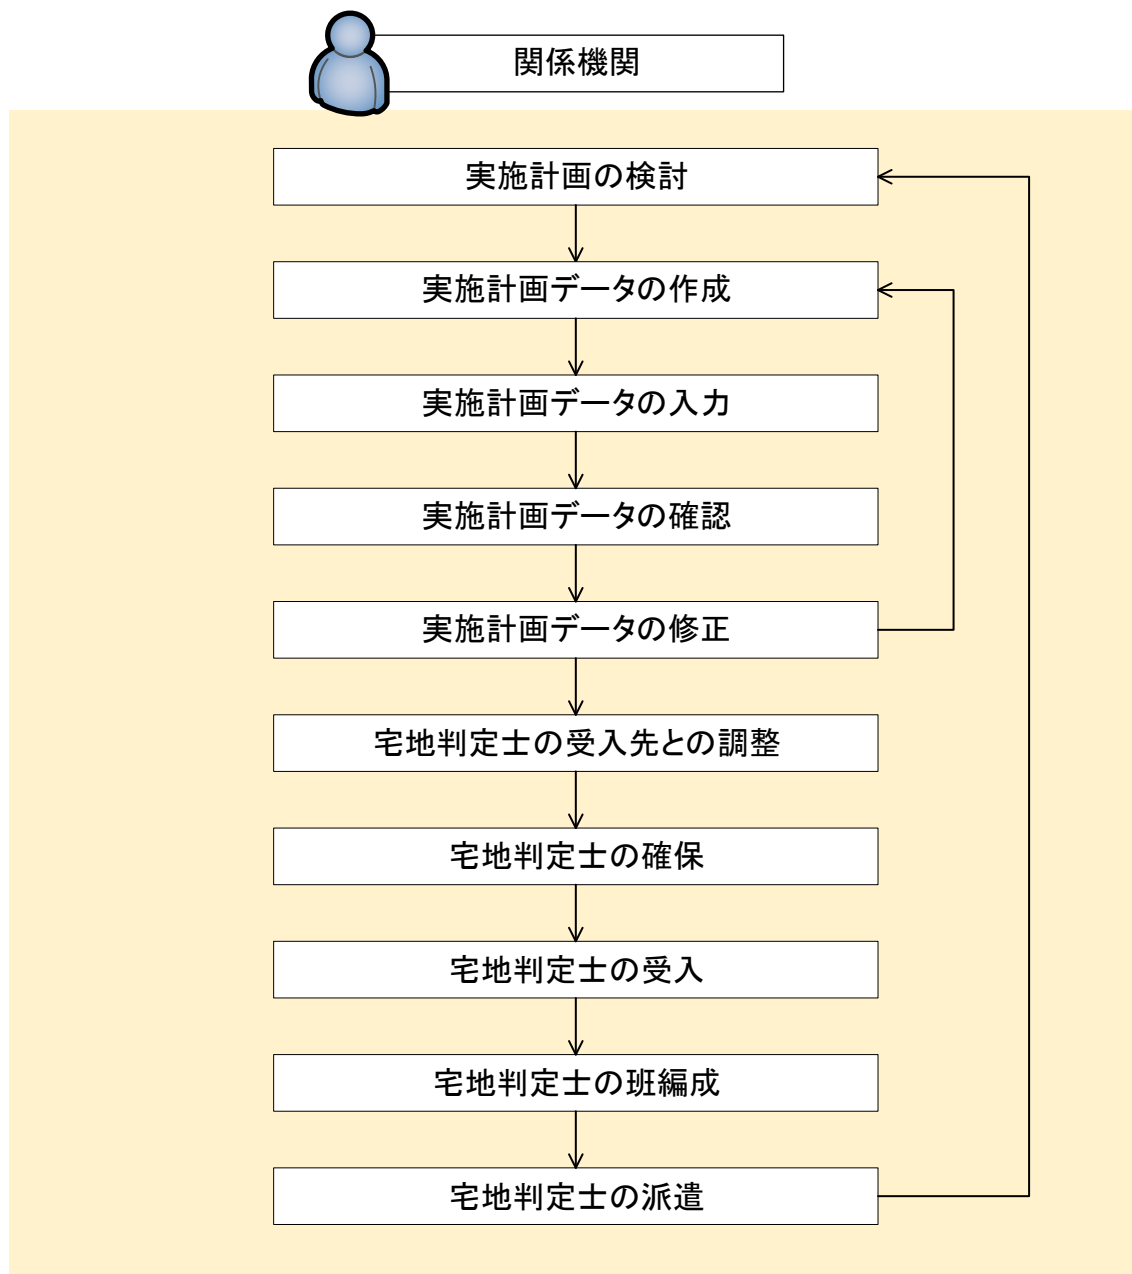 関係機関
実施計画の検討
実施計画データの作成
実施計画データの入力
実施計画データの確認
実施計画データの修正
宅地判定士の受入先との調整
宅地判定士の確保
宅地判定士の受入
宅地判定士の班編成
宅地判定士の派遣